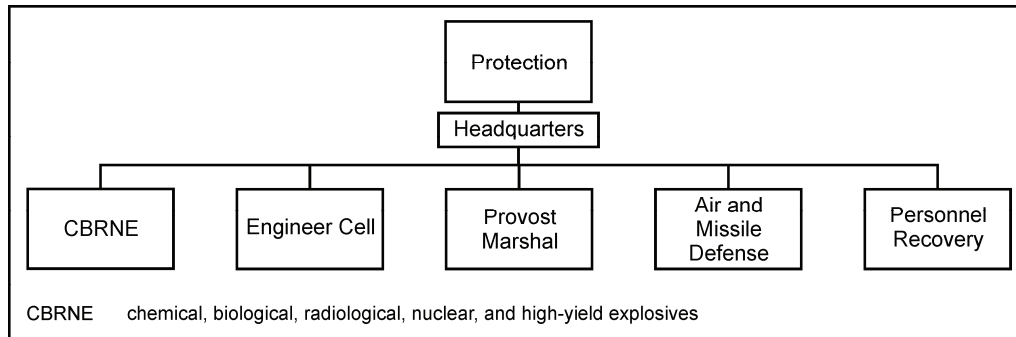 Protection
Headquarters
CBRNE
Engineer Cell
Provost
Marshal
Air and
Missile
Defense
Personnel
Recovery
CBRNE chemical, biological, radiological, nuclear, and high-yield explosives